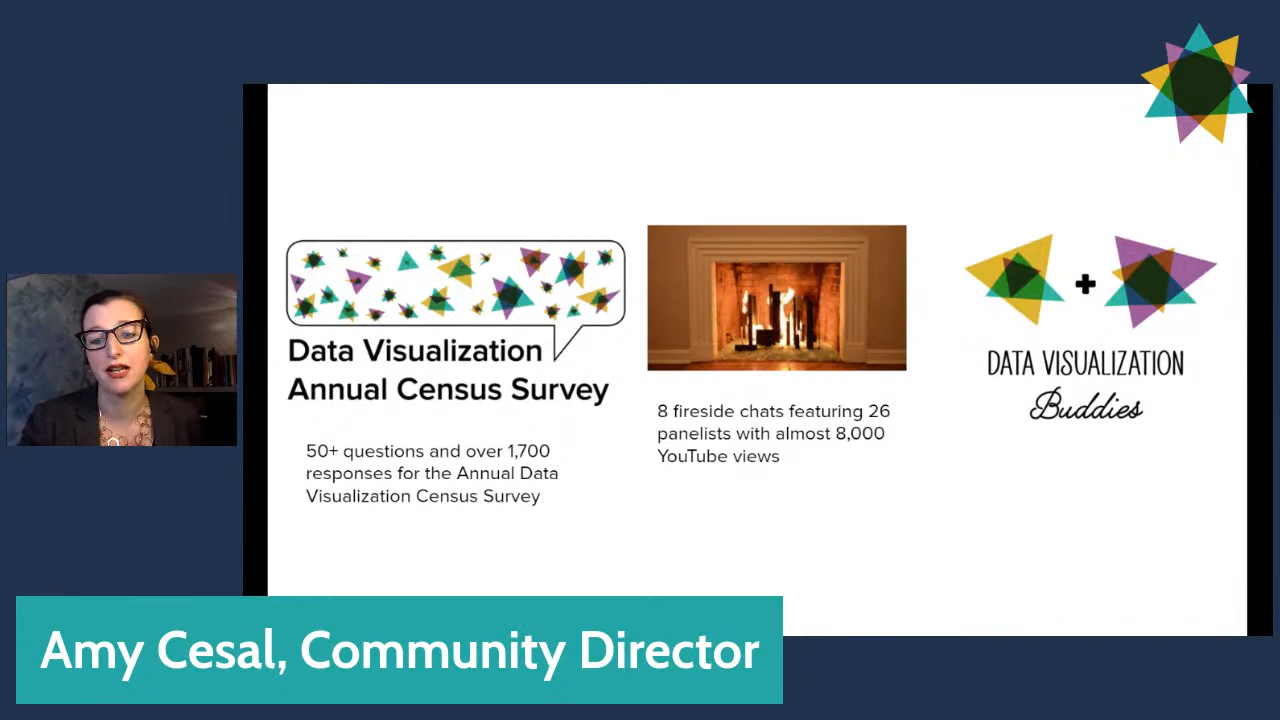 Data Visualization
Annual Census Survey
50+ questions and over 1,700
responses for the Annual Data
Visualization Census Survey
8 fireside chats featuring 26
panelists with almost 8,000
YouTube views
DATA VISUALIZATION
Buddies
Amy Cesal, Community Director